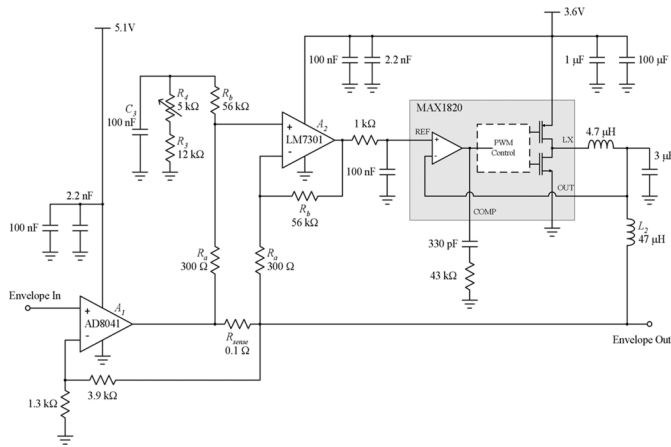 3.6V
5.1V
100 nF
2.2 nF
1 µF
100 µF
C3
100 nF
R4
5 kΩ
R3
12 kΩ
Rb
56 kΩ
A2
LM7301
+
-
1 kΩ
100 nF
MAX1820
REF
+
-
PWM
Control
LX
OUT
COMP
4.7 µH
3 µF
Rb
56 kΩ
2.2 nF
100 nF
Ra
300 Ω
Ra
300 Ω
330 pF
43 kΩ
L2
47 µH
Envelope In
A1
AD8041
+
-
Rsense
0.1 Ω
Envelope Out
1.3 kΩ
3.9 kΩ